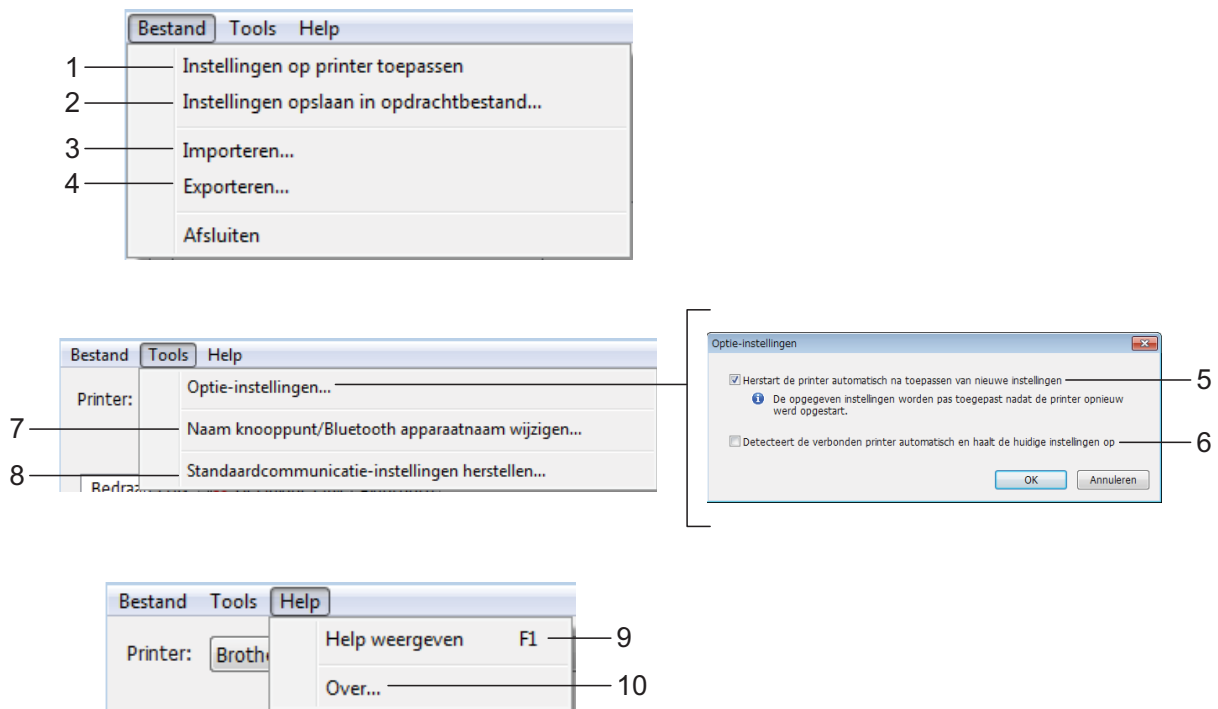 Bestand Tools Help
1 Instellingen op printer toepassen
2 Instellingen opslaan in opdrachtbestand...
3 Importeren...
4 Exporteren...
Afsluiten
Bestand Tools Help
Printer:
Optie-instellingen...
7 Naam knooppunt/Bluetooth apparaatnaam wijzigen...
8 Standaardcommunicatie-instellingen herstellen...
Optie-instellingen
Herstart de printer automatisch na toepassen van nieuwe instellingen 5
De opgegeven instellingen worden pas toegepast nadat de printer opnieuw
werd opgestart.
Detecteert de verbonden printer automatisch en haalt de huidige instellingen op 6
OK Annuleren
Bestand Tools Help
Printer:
Help weergeven F1 9
Over... 10